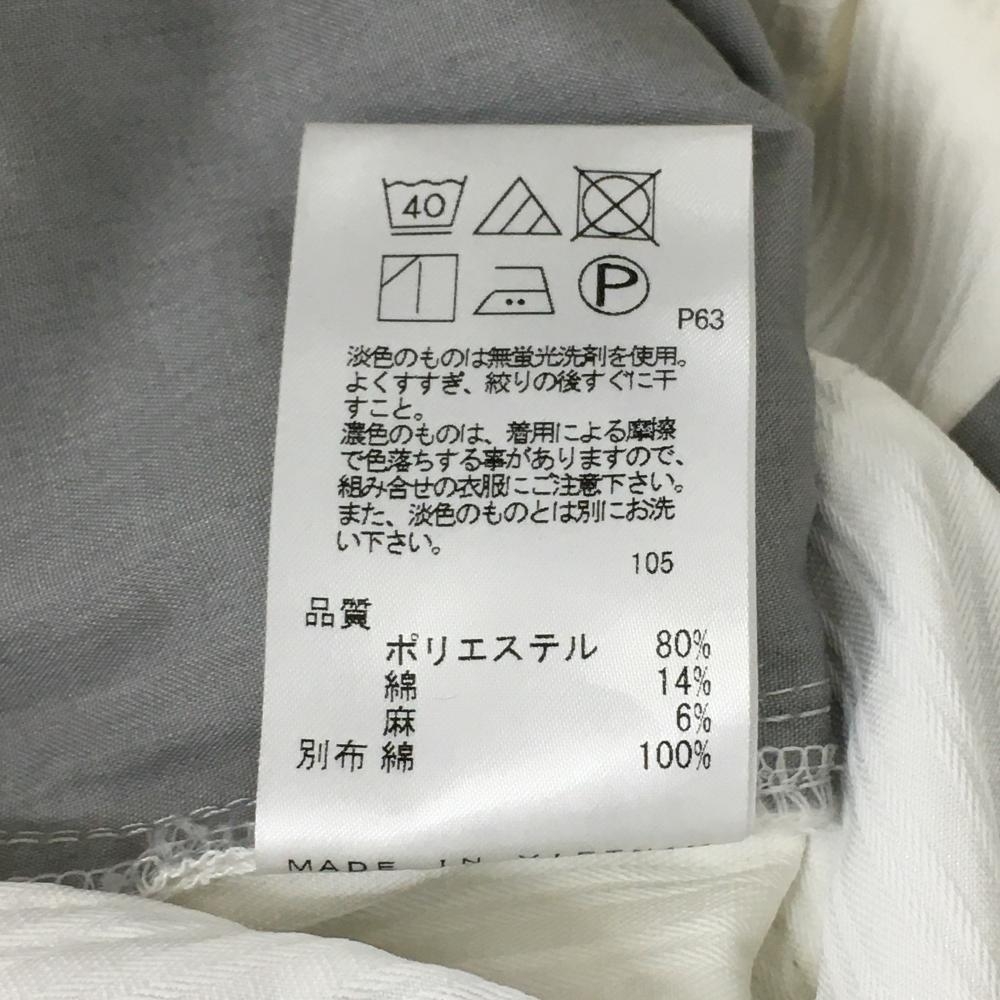 40
P
P63
淡色のものは無蛍光洗剤を使用。
よくすすぎ、絞りの後すぐに干
すこと。
濃色のものは、着用による摩擦
で色落ちする事がありますので、
組み合せの衣服にご注意下さい。
また、淡色のものとは別にお洗
い下さい。
105
品質
ポリエステル 80%
綿 14%
麻 6%
別布 綿 100%
MADE IN VIETNAM